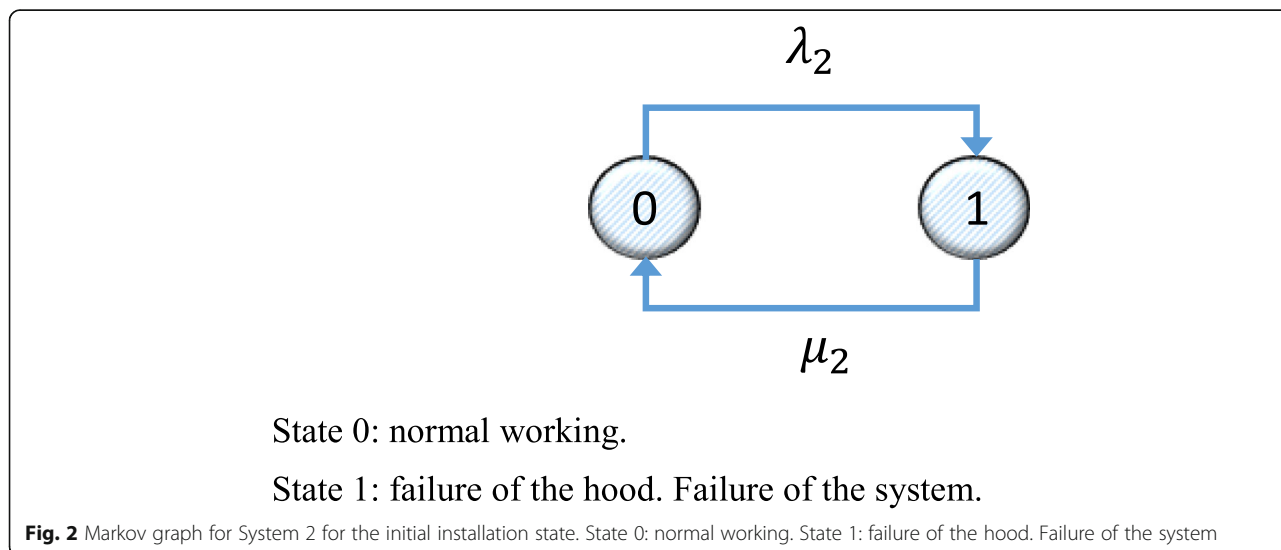 λ₂
0
1
μ₂
State 0: normal working.
State 1: failure of the hood. Failure of the system.
Fig. 2 Markov graph for System 2 for the initial installation state. State 0: normal working. State 1: failure of the hood. Failure of the system